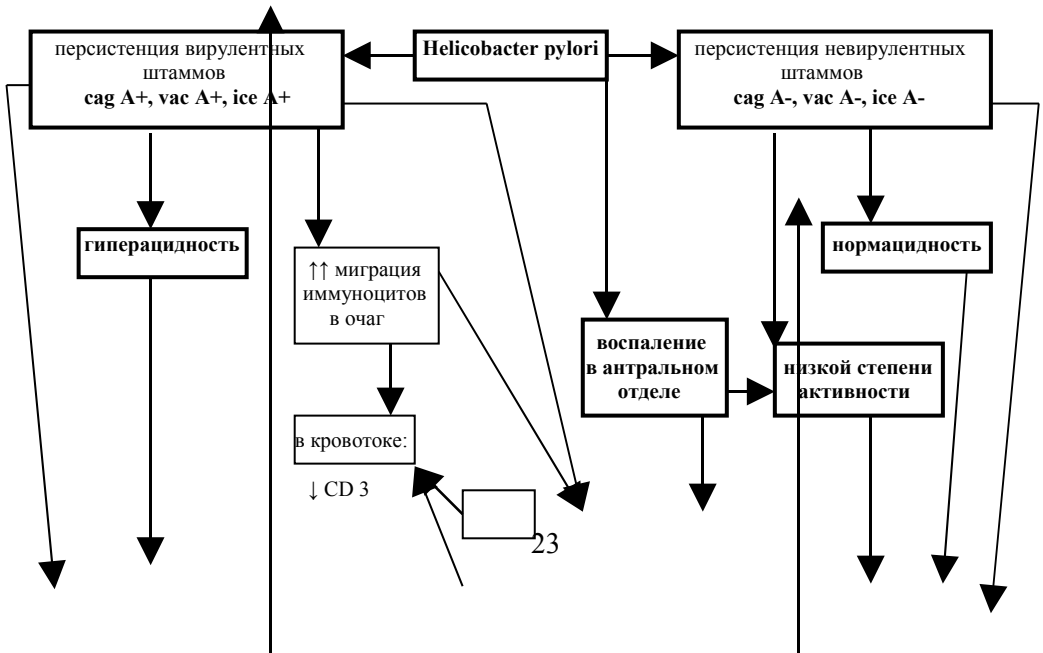 персистенция вирулентных
штаммов
cag A+, vac A+, ice A+
Helicobacter pylori
персистенция невирулентных
штаммов
cag A-, vac A-, ice A-
гиперацидность
нормацидность
↑↑ миграция
иммуноцитов
в очаг
воспаление
в антральном
отделе
низкой степени
активности
в кровотоке:
↓ CD 3
23